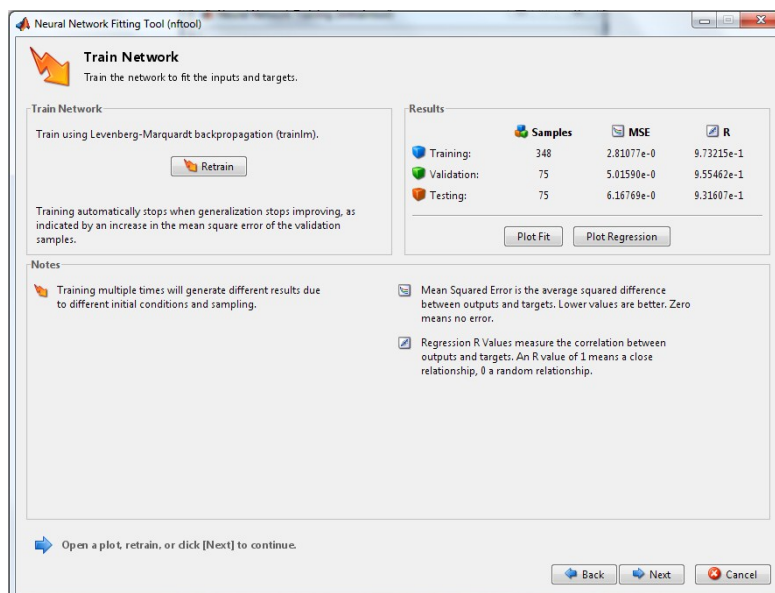 Neural Network Fitting Tool (nftool)
Train Network
Train the network to fit the inputs and targets.
Train Network
Train using Levenberg-Marquardt backpropagation (trainlm).
Retrain
Training automatically stops when generalization stops improving, as
indicated by an increase in the mean square error of the validation
samples.
Results
Samples MSE R
Training: 348 2.81077e-0 9.73215e-1
Validation: 75 5.01590e-0 9.55462e-1
Testing: 75 6.16769e-0 9.31607e-1
Plot Fit Plot Regression
Notes
Training multiple times will generate different results due
to different initial conditions and sampling.
Mean Squared Error is the average squared difference
between outputs and targets. Lower values are better. Zero
means no error.
Regression R Values measure the correlation between
outputs and targets. An R value of 1 means a close
relationship, 0 a random relationship.
Open a plot, retrain, or click [Next] to continue.
Back Next Cancel